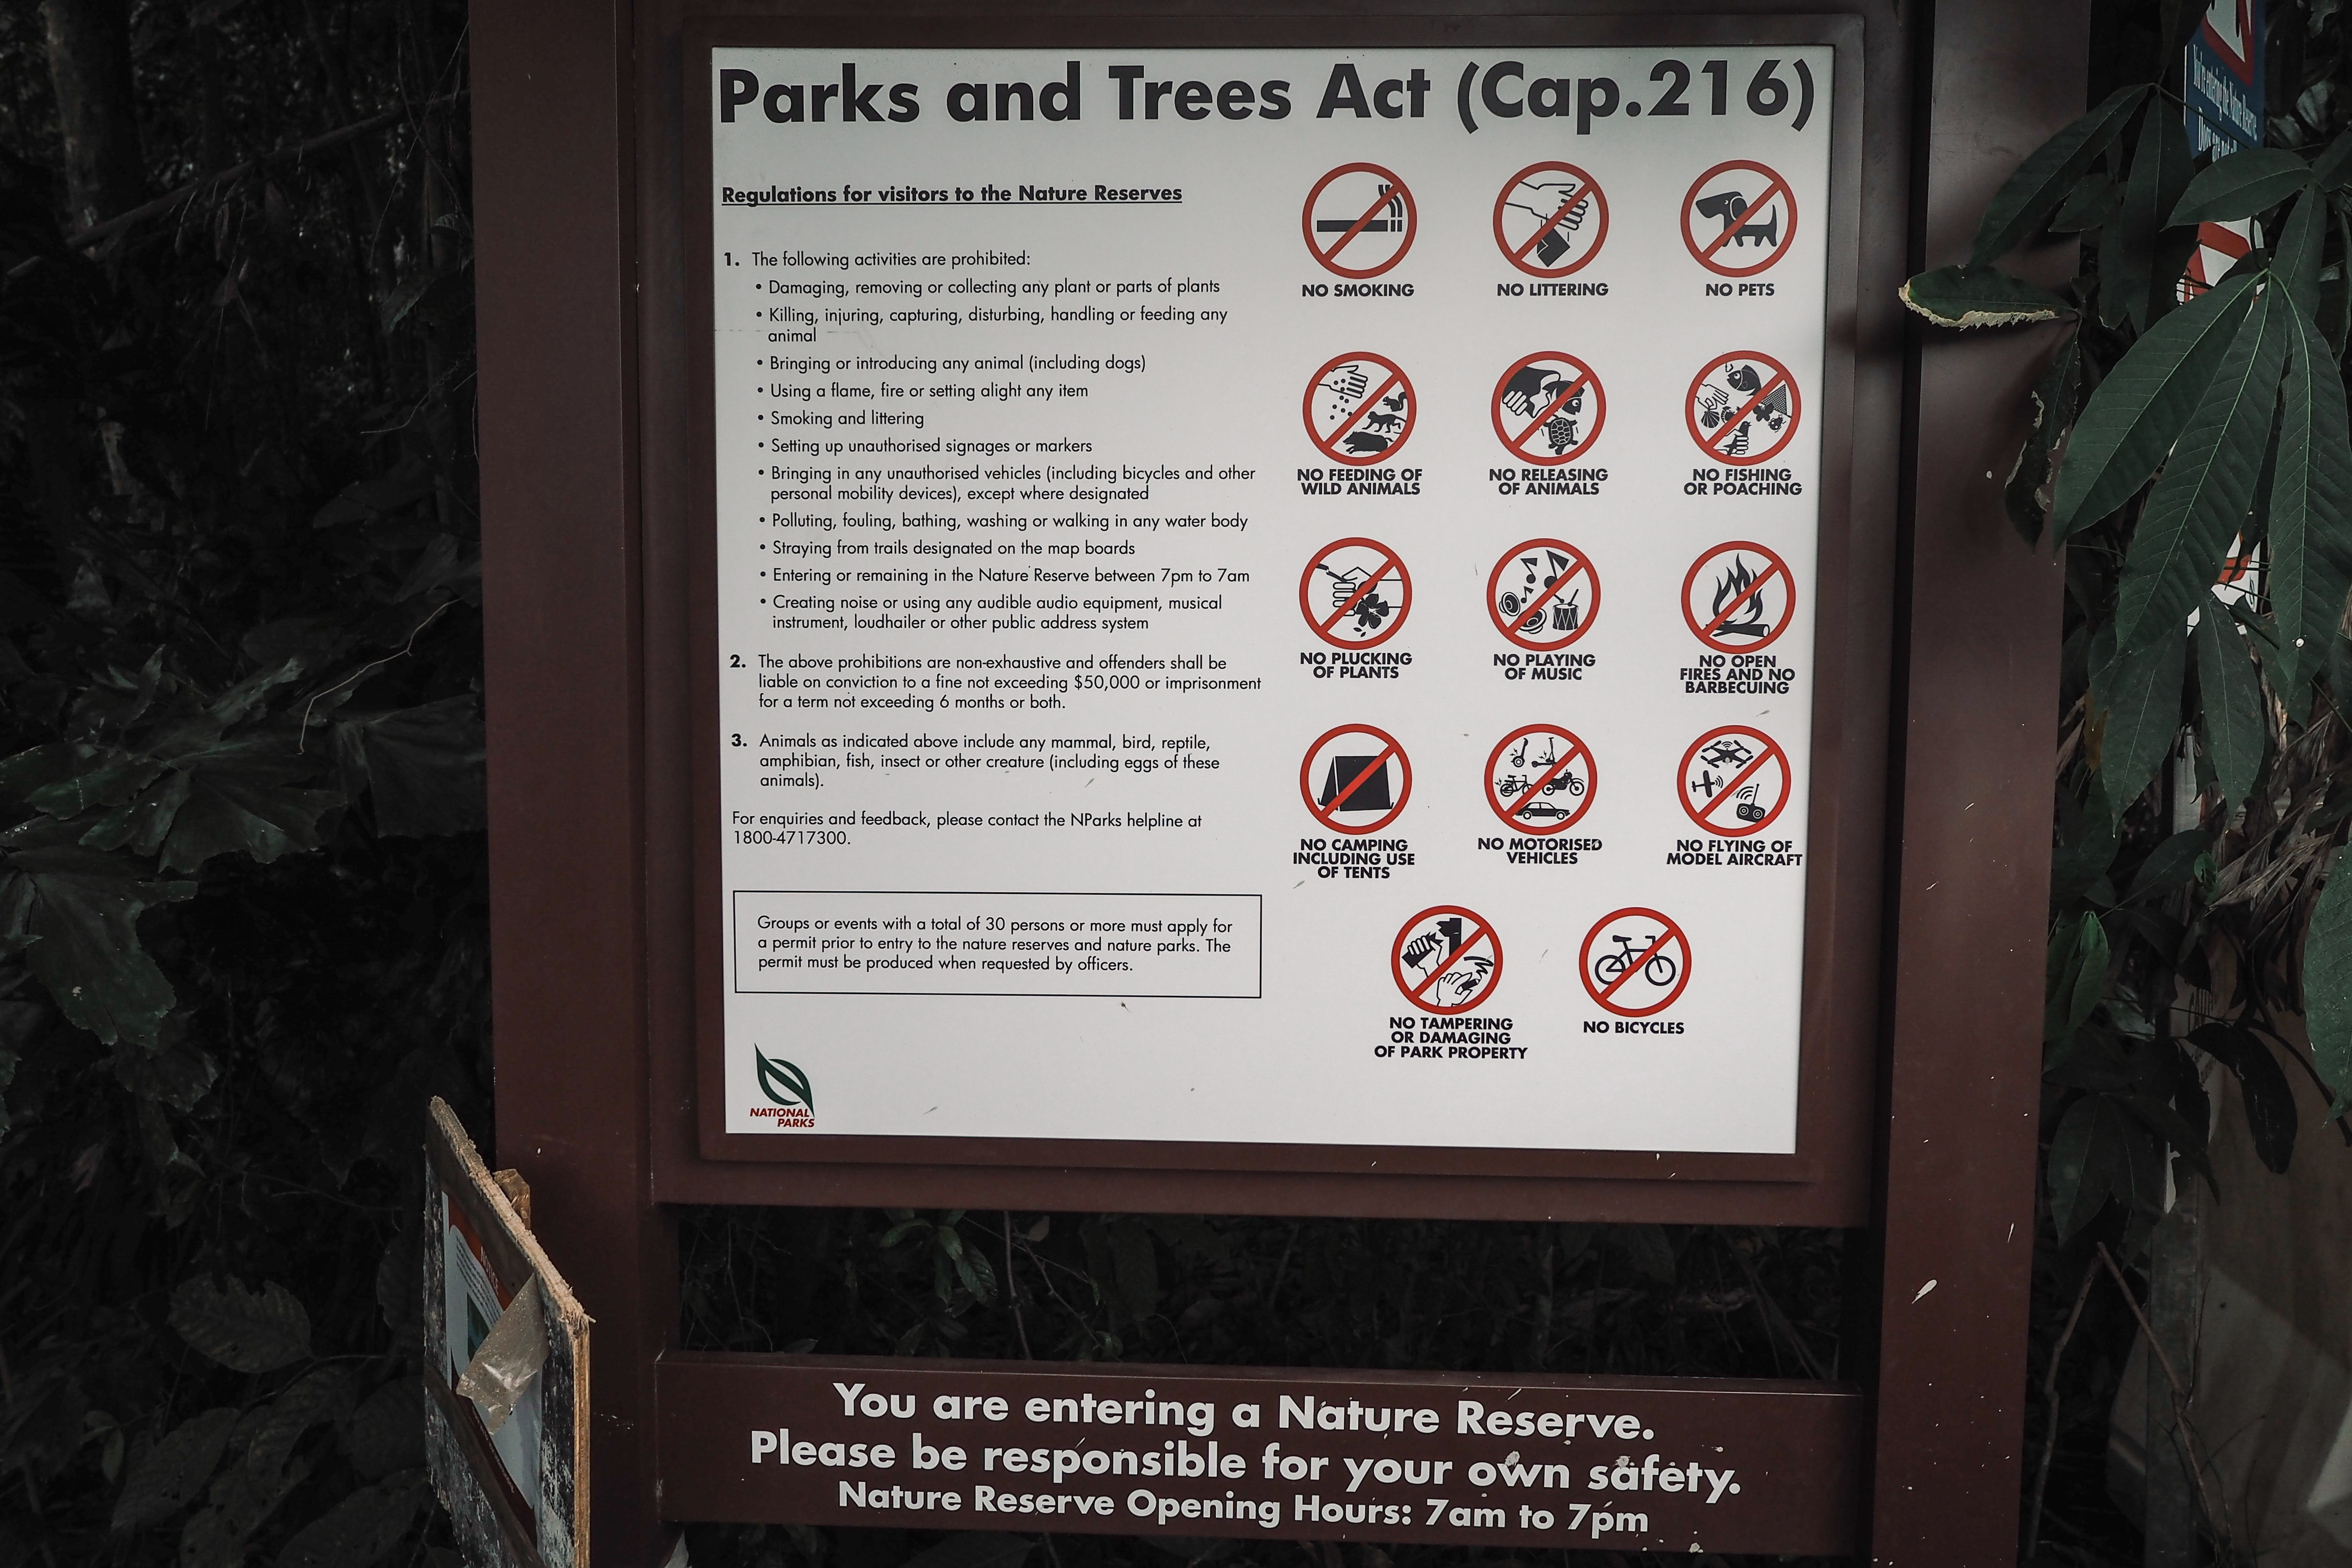 Parks and Trees Act (Cap.216)
Regulations for visitors to the Nature Reserves
1. The following activities are prohibited:
• Damaging, removing or collecting any plant or parts of plants
• Killing, injuring, capturing, disturbing, handling or feeding any
animal
• Bringing or introducing any animal (including dogs)
• Using a flame, fire or setting alight any item
• Smoking and littering
• Setting up unauthorised signages or markers
• Bringing in any unauthorised vehicles (including bicycles and other
personal mobility devices), except where designated
• Polluting, fouling, bathing, washing or walking in any water body
• Straying from trails designated on the map boards
• Entering or remaining in the Nature Reserve between 7pm to 7am
• Creating noise or using any audible audio equipment, musical
instrument, loudhailer or other public address system
2. The above prohibitions are non-exhaustive and offenders shall be
liable on conviction to a fine not exceeding $50,000 or imprisonment
for a term not exceeding 6 months or both.
3. Animals as indicated above include any mammal, bird, reptile,
amphibian, fish, insect or other creature (including eggs of these
animals).
For enquiries and feedback, please contact the NParks helpline at
1800-4717300.
Groups or events with a total of 30 persons or more must apply for
a permit prior to entry to the nature reserves and nature parks. The
permit must be produced when requested by officers.
NATIONAL
PARKS
NO SMOKING
NO LITTERING
NO PETS
NO FEEDING OF
WILD ANIMALS
NO RELEASING
OF ANIMALS
NO FISHING
OR POACHING
NO PLUCKING
OF PLANTS
NO PLAYING
OF MUSIC
NO OPEN
FIRES AND NO
BARBECUING
NO CAMPING
INCLUDING USE
OF TENTS
NO MOTORISED
VEHICLES
NO FLYING OF
MODEL AIRCRAFT
NO TAMPERING
OR DAMAGING
OF PARK PROPERTY
NO BICYCLES
You are entering a Nature Reserve.
Please be responsible for your own safety.
Nature Reserve Opening Hours: 7am to 7pm
You're entering the Nature Reserve.
Dogs are not